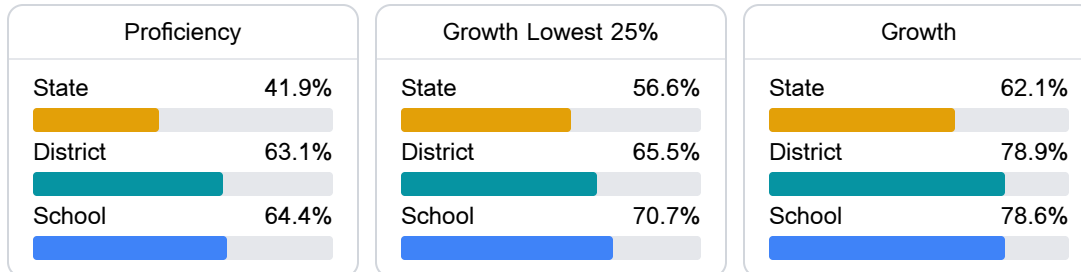 Proficiency
State 41.9%
District 63.1%
School 64.4%
Growth Lowest 25%
State 56.6%
District 65.5%
School 70.7%
Growth
State 62.1%
District 78.9%
School 78.6%